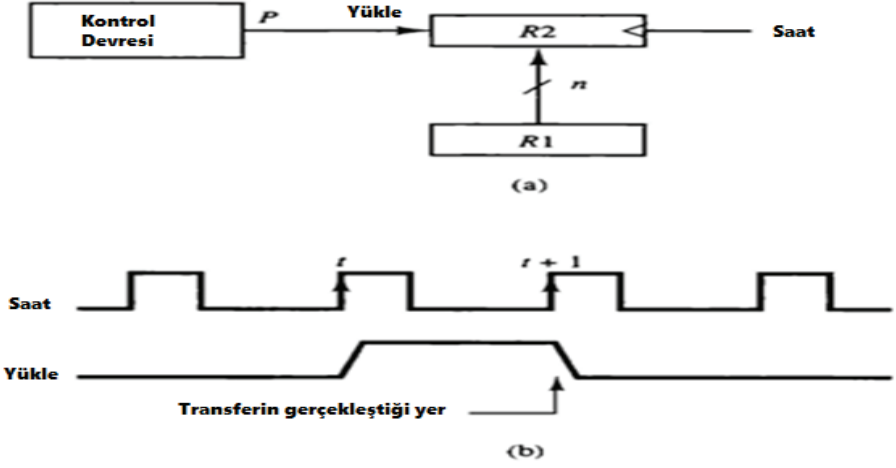 Kontrol
Devresi
P
Yükle
R2
Saat
n
R1
(a)
t
t + 1
Saat
Yükle
Transferin gerçekleştiği yer
(b)